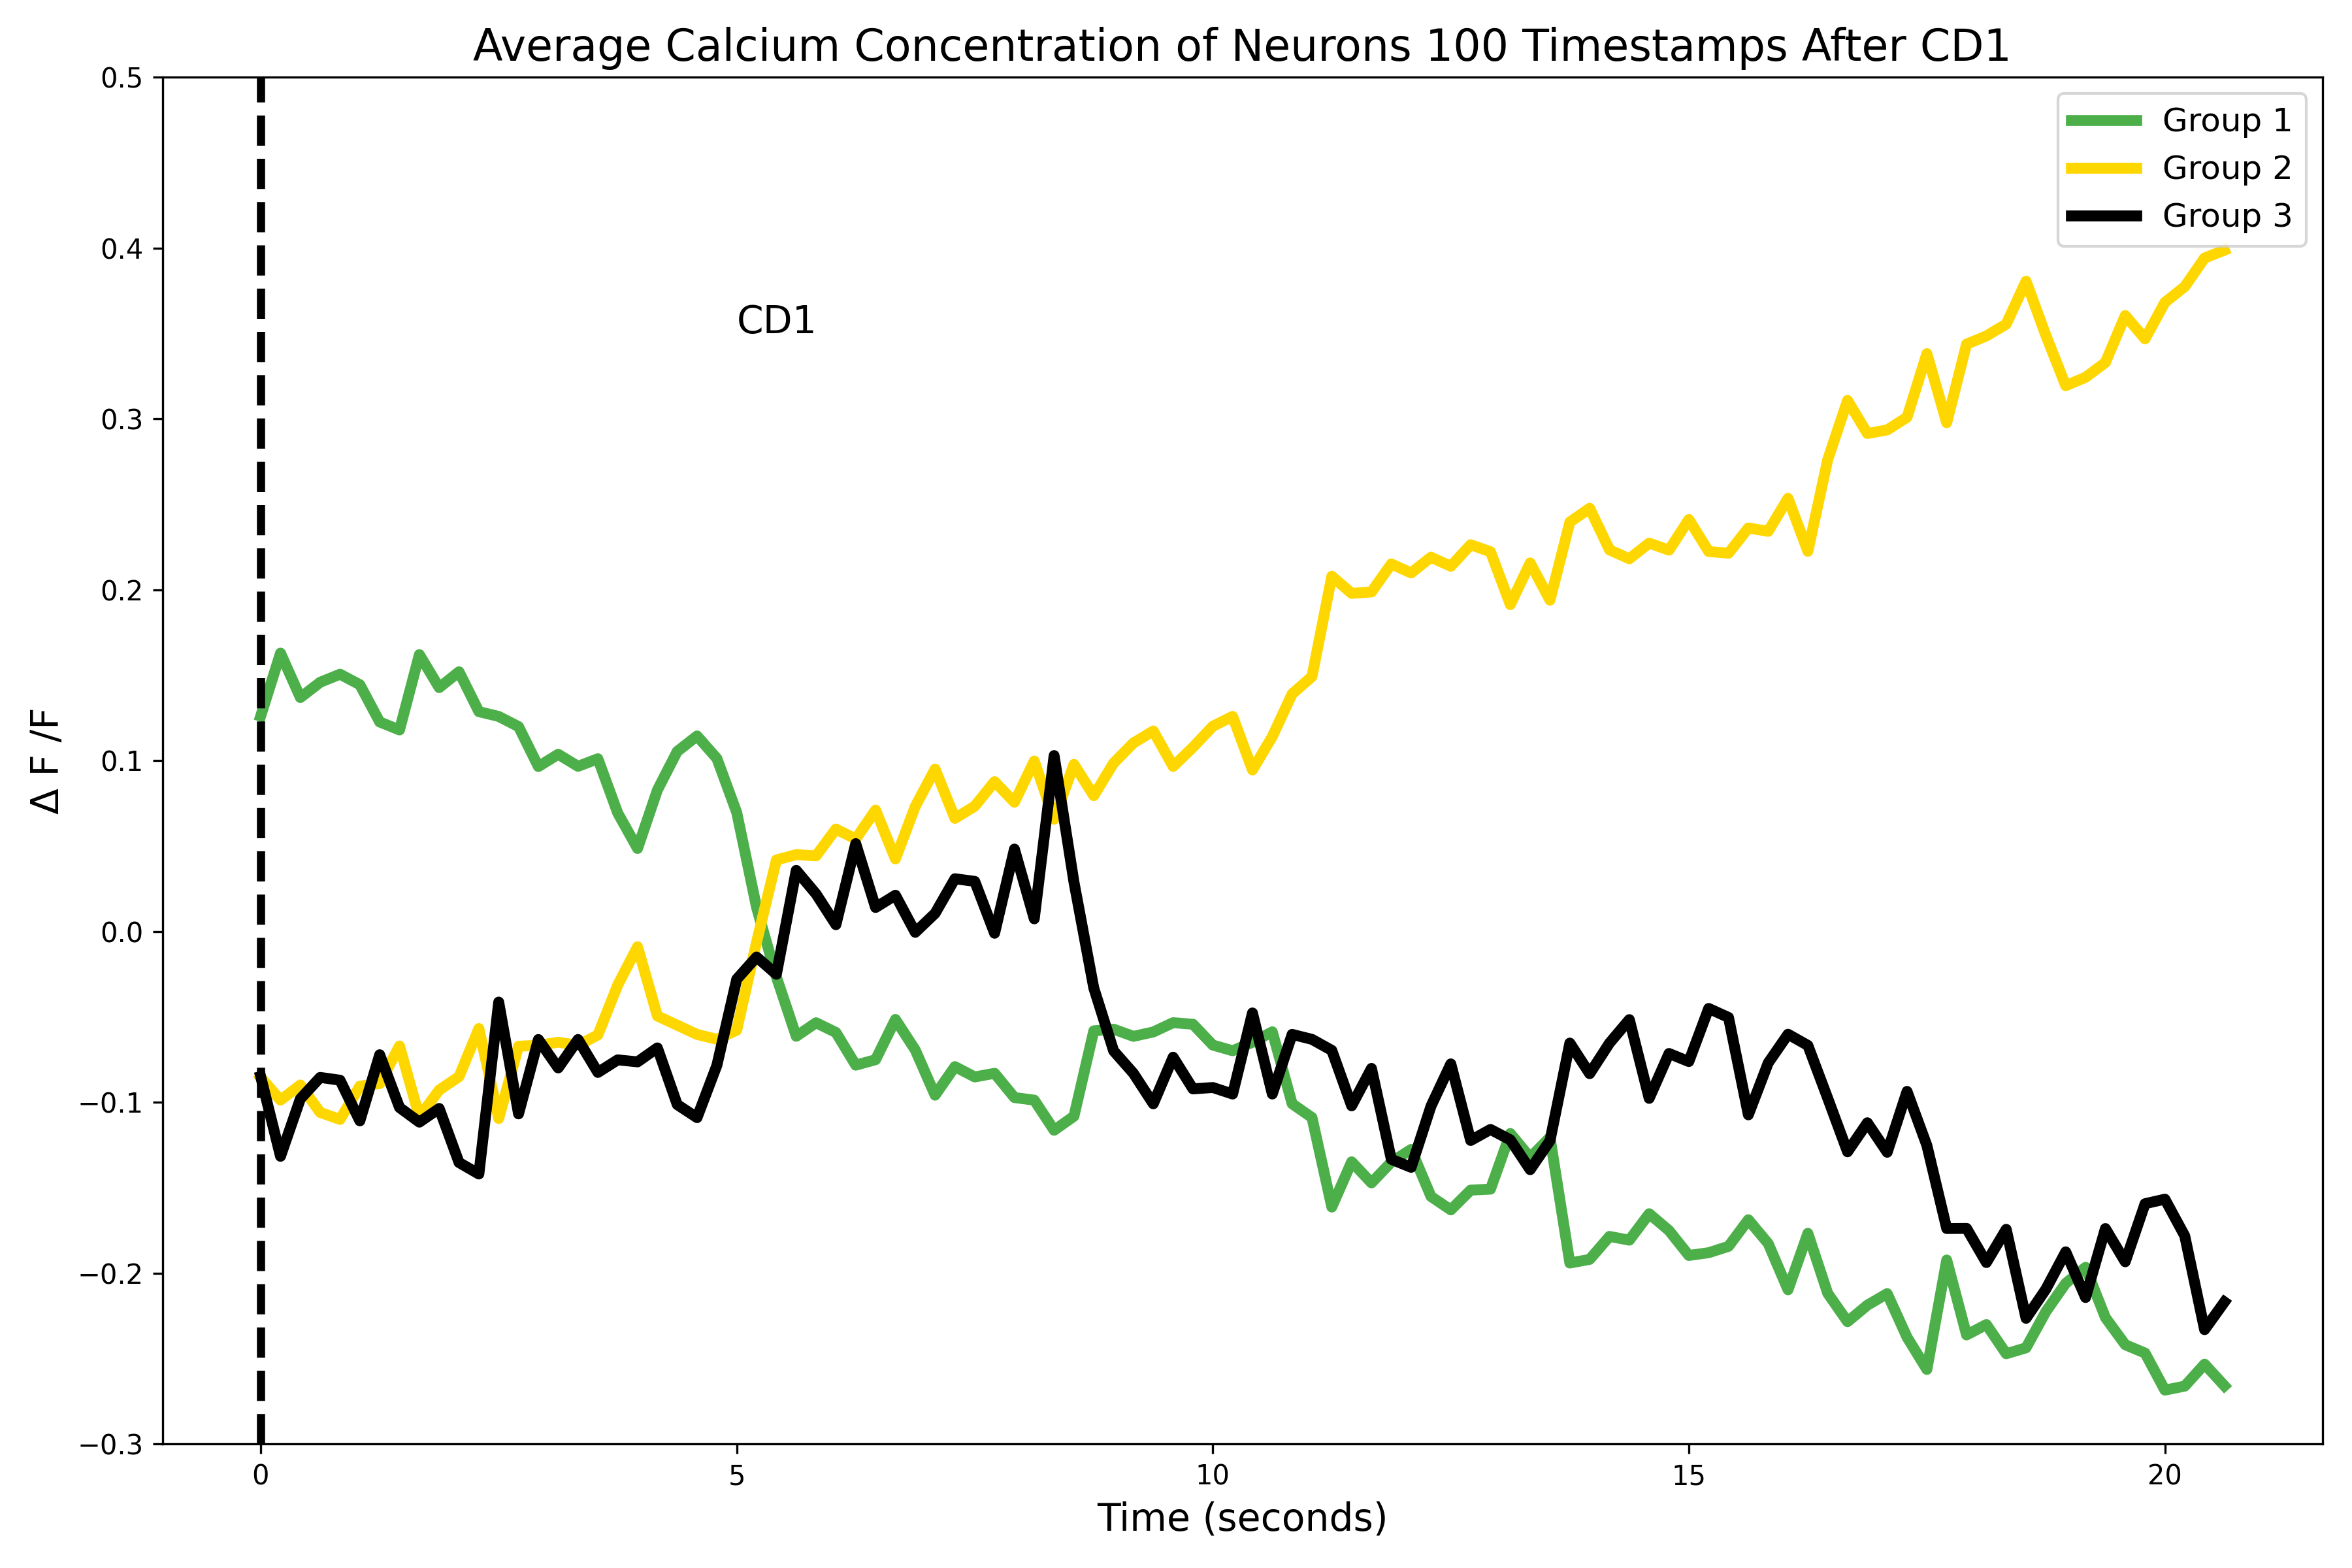 Average Calcium Concentration of Neurons 100 Timestamps After CD1
0.5
0.4
0.3
0.2
0.1
0.0
−0.1
−0.2
−0.3
Δ F /F
CD1
Group 1
Group 2
Group 3
0 5 10 15 20
Time (seconds)